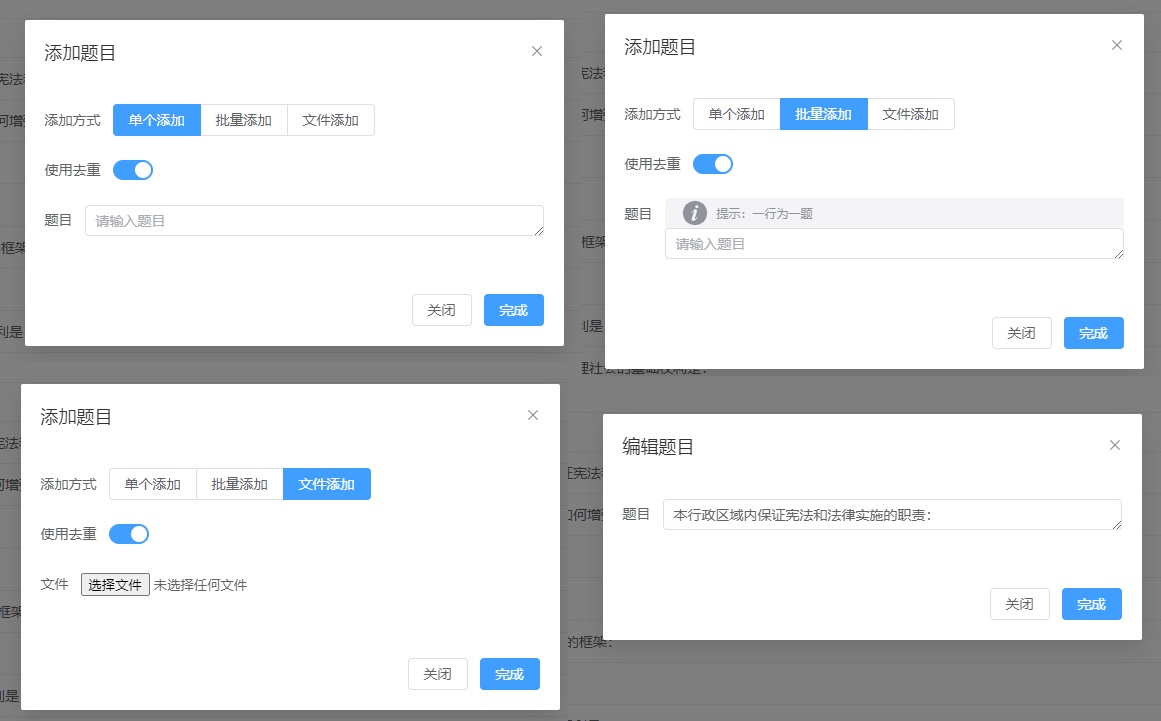 添加题目
添加方式 单个添加 批量添加 文件添加
使用去重
题目 请输入题目
关闭 完成
添加题目
添加方式 单个添加 批量添加 文件添加
使用去重
题目 提示：一行为一题
请输入题目
关闭 完成
添加题目
添加方式 单个添加 批量添加 文件添加
使用去重
文件 选择文件 未选择任何文件
关闭 完成
编辑题目
题目 本行政区域内保证宪法和法律实施的职责：
关闭 完成
的框架：